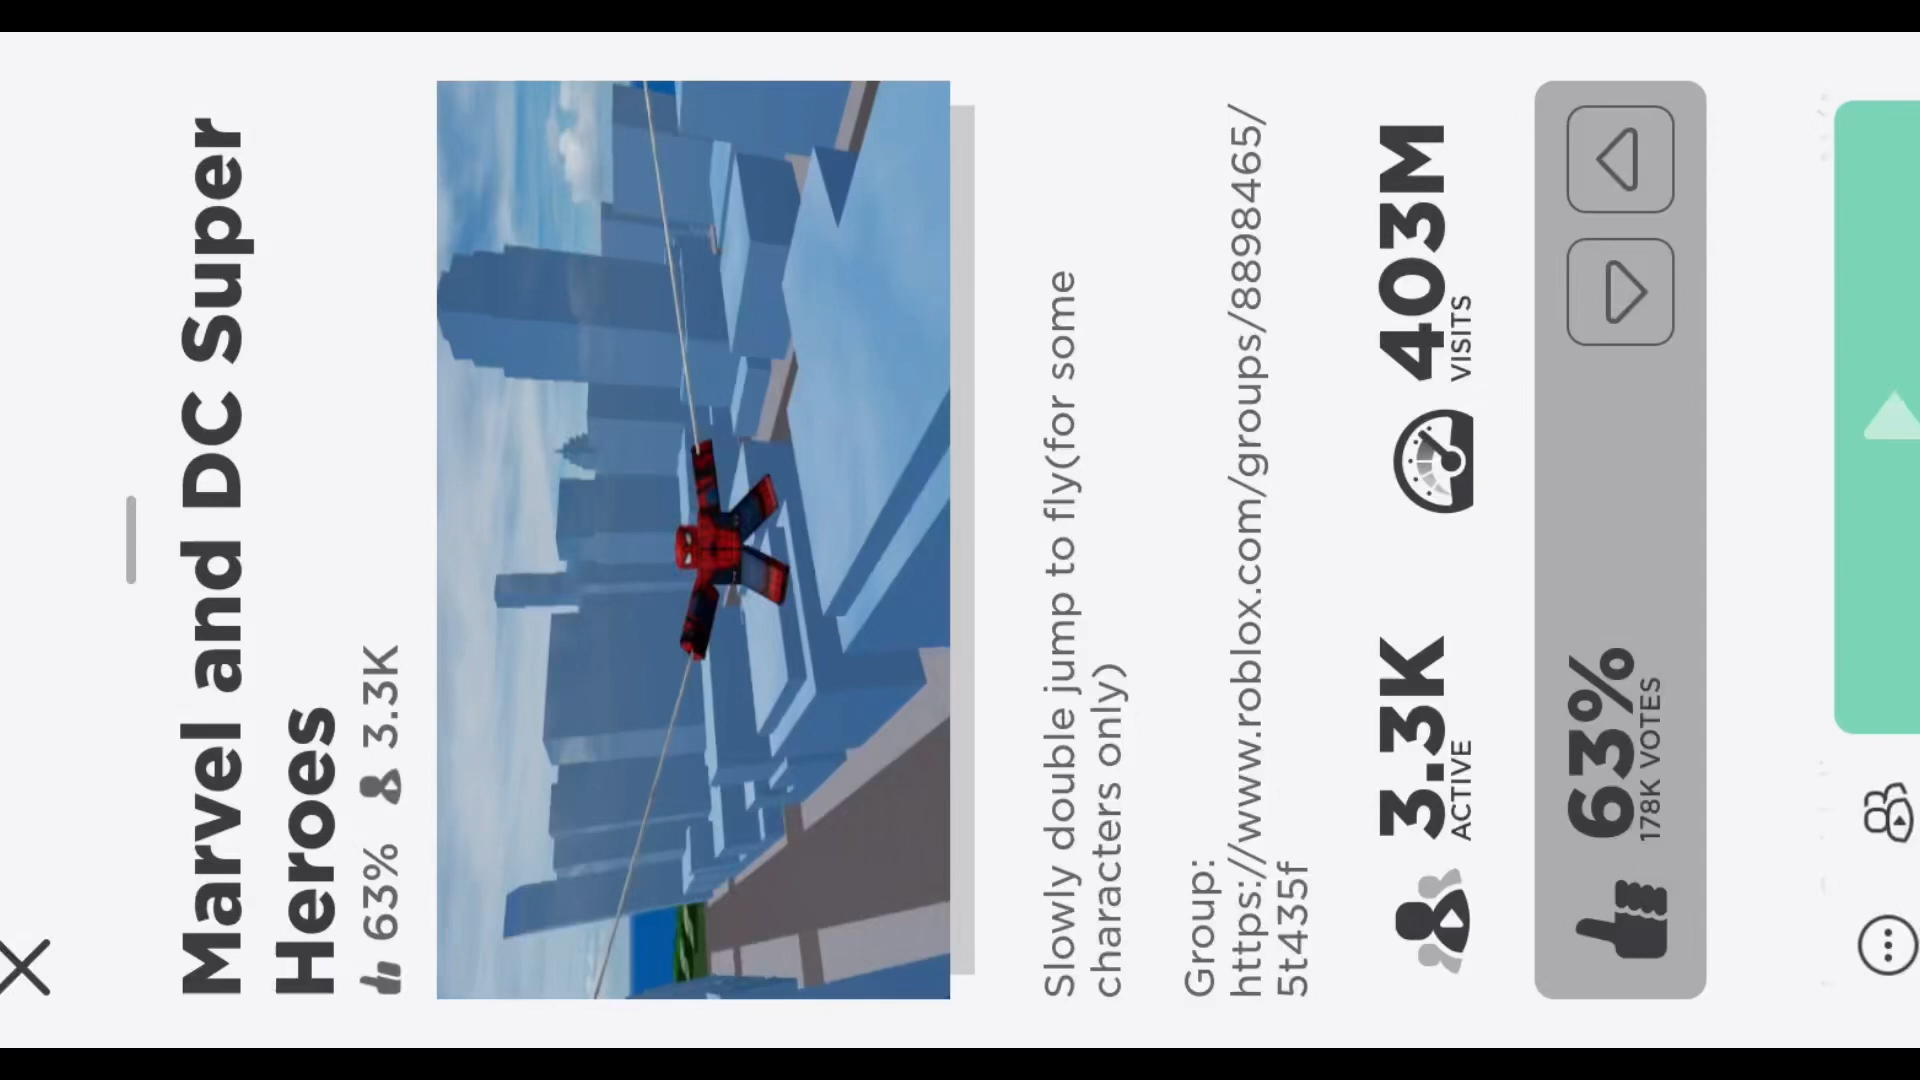 Marvel and DC Super
Heroes
63% 3.3K
Slowly double jump to fly(for some
characters only)
Group:
https://www.roblox.com/groups/8898465/
5t435f
3.3K 403M
ACTIVE VISITS
63%
178K VOTES